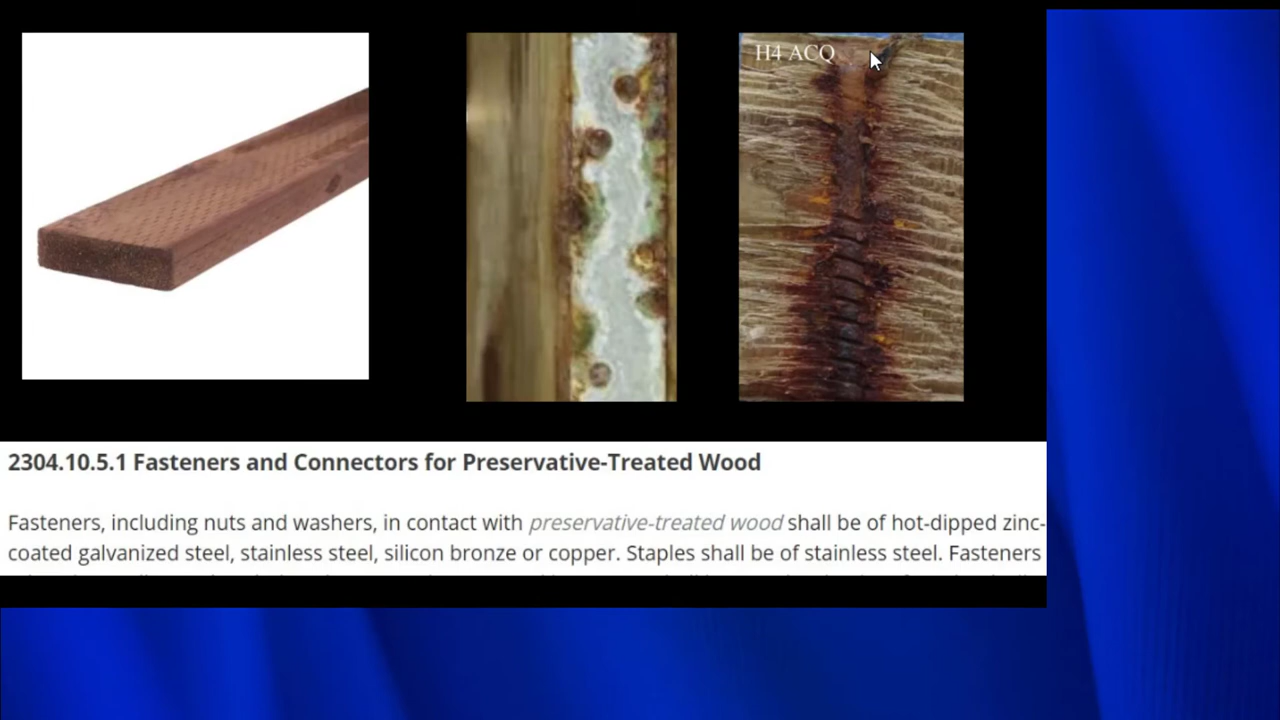 H4 ACQ
2304.10.5.1 Fasteners and Connectors for Preservative-Treated Wood
Fasteners, including nuts and washers, in contact with preservative-treated wood shall be of hot-dipped zinc-
coated galvanized steel, stainless steel, silicon bronze or copper. Staples shall be of stainless steel. Fasteners